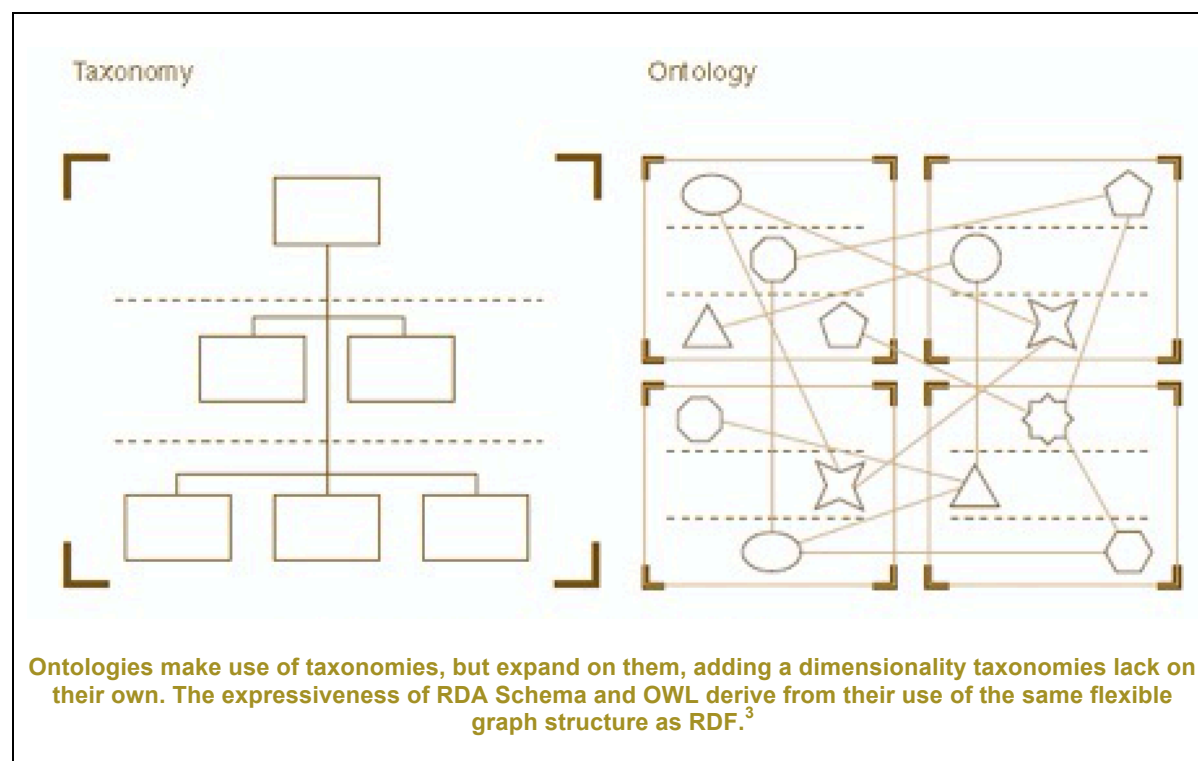 Taxonomy
Ontology
Ontologies make use of taxonomies, but expand on them, adding a dimensionality taxonomies lack on
their own. The expressiveness of RDA Schema and OWL derive from their use of the same flexible
graph structure as RDF.3